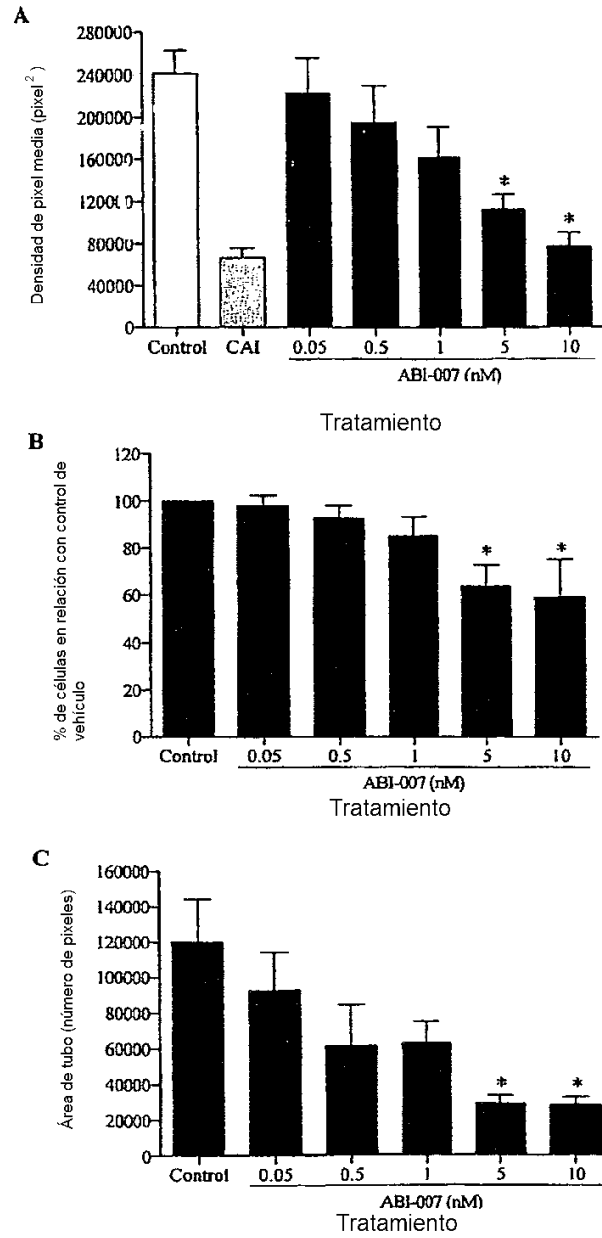 A
Densidad de pixel media (pixel ²)
280000
240000
200000
160000
120000
80000
40000
0
Control
CAI
0.05
0.5
1
5
10
*
*
ABI-007 (nM)
Tratamiento
B
% de células en relación con control de
vehículo
120
100
80
60
40
20
0
Control
0.05
0.5
1
5
10
*
*
ABI-007 (nM)
Tratamiento
C
Área de tubo (número de pixeles)
160000
140000
120000
100000
80000
60000
40000
20000
0
Control
0.05
0.5
1
5
10
*
*
ABI-007 (nM)
Tratamiento